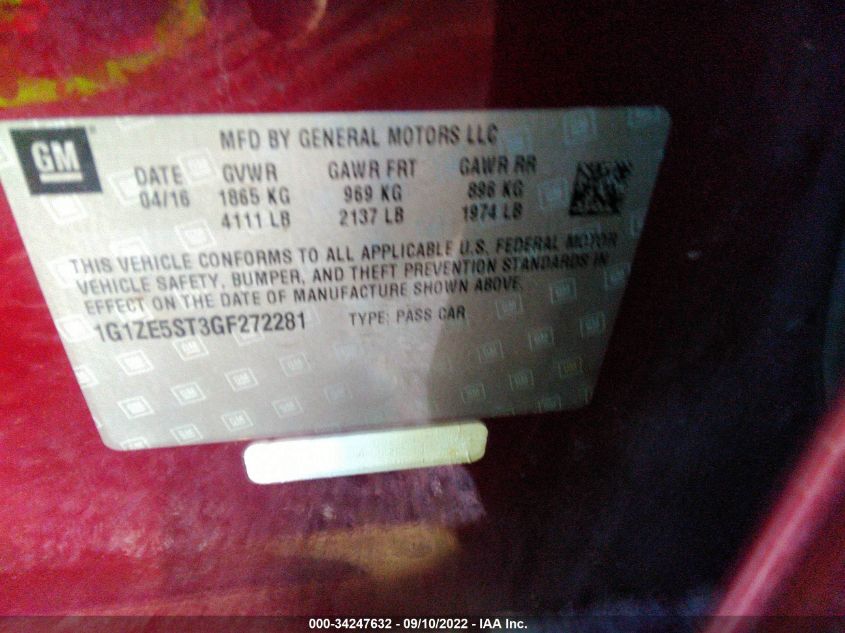 GM
MFD BY GENERAL MOTORS LLC
DATE GVWR GAWR FRT GAWR RR
04/16 1865 KG 969 KG 896 KG
4111 LB 2137 LB 1974 LB
THIS VEHICLE CONFORMS TO ALL APPLICABLE U.S. FEDERAL MOTOR
VEHICLE SAFETY, BUMPER, AND THEFT PREVENTION STANDARDS IN
EFFECT ON THE DATE OF MANUFACTURE SHOWN ABOVE.
1G1ZE5ST3GF272281 TYPE: PASS CAR
000-34247632 - 09/10/2022 - IAA Inc.